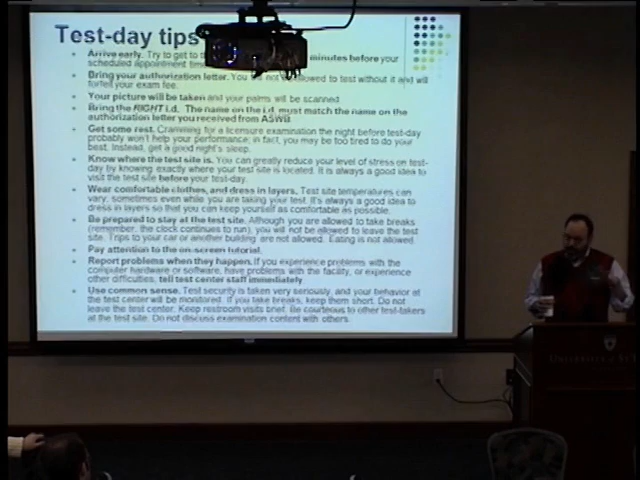 Test-day tips
Arrive early. Try to get to minutes before your
scheduled appointment time
Bring your authorization letter. You will not be allowed to test without it and will
forfeit your exam fee.
Your picture will be taken and your palms will be scanned
Bring the RIGHT i.d. The name on the i.d. must match the name on the
authorization letter you received from ASWB
Get some rest. Cramming for a licensure examination the night before test-day
probably won't help your performance; in fact, you may be too tired to do your
best. Instead, get a good night's sleep.
Know where the test site is. You can greatly reduce your level of stress on test-
day by knowing exactly where your test site is located. It is always a good idea to
visit the test site before your test-day.
Wear comfortable clothes, and dress in layers. Test site temperatures can
vary, sometimes even while you are taking your test. It's always a good idea to
dress in layers so that you can keep yourself as comfortable as possible.
Be prepared to stay at the test site. Although you are allowed to take breaks
(remember, the clock continues to run), you will not be allowed to leave the test
site. Trips to your car or another building are not allowed. Eating is not allowed.
Pay attention to the on-screen tutorial.
Report problems when they happen. If you experience problems with the
computer hardware or software, have problems with the facility, or experience
other difficulties, tell test center staff immediately
Use common sense. Test security is taken very seriously, and your behavior at
the test center will be monitored. If you take breaks, keep them short. Do not
leave the test center. Keep restroom visits brief. Be courteous to other test-takers
at the test site. Do not discuss examination content with others.